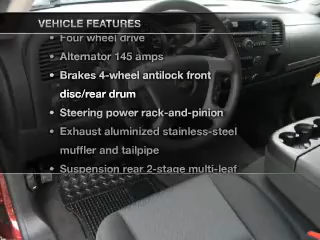 VEHICLE FEATURES
• Four wheel drive
• Alternator 145 amps
• Brakes 4-wheel antilock front
disc/rear drum
• Steering power rack-and-pinion
• Exhaust aluminized stainless-steel
muffler and tailpipe
• Suspension rear 2-stage multi-leaf